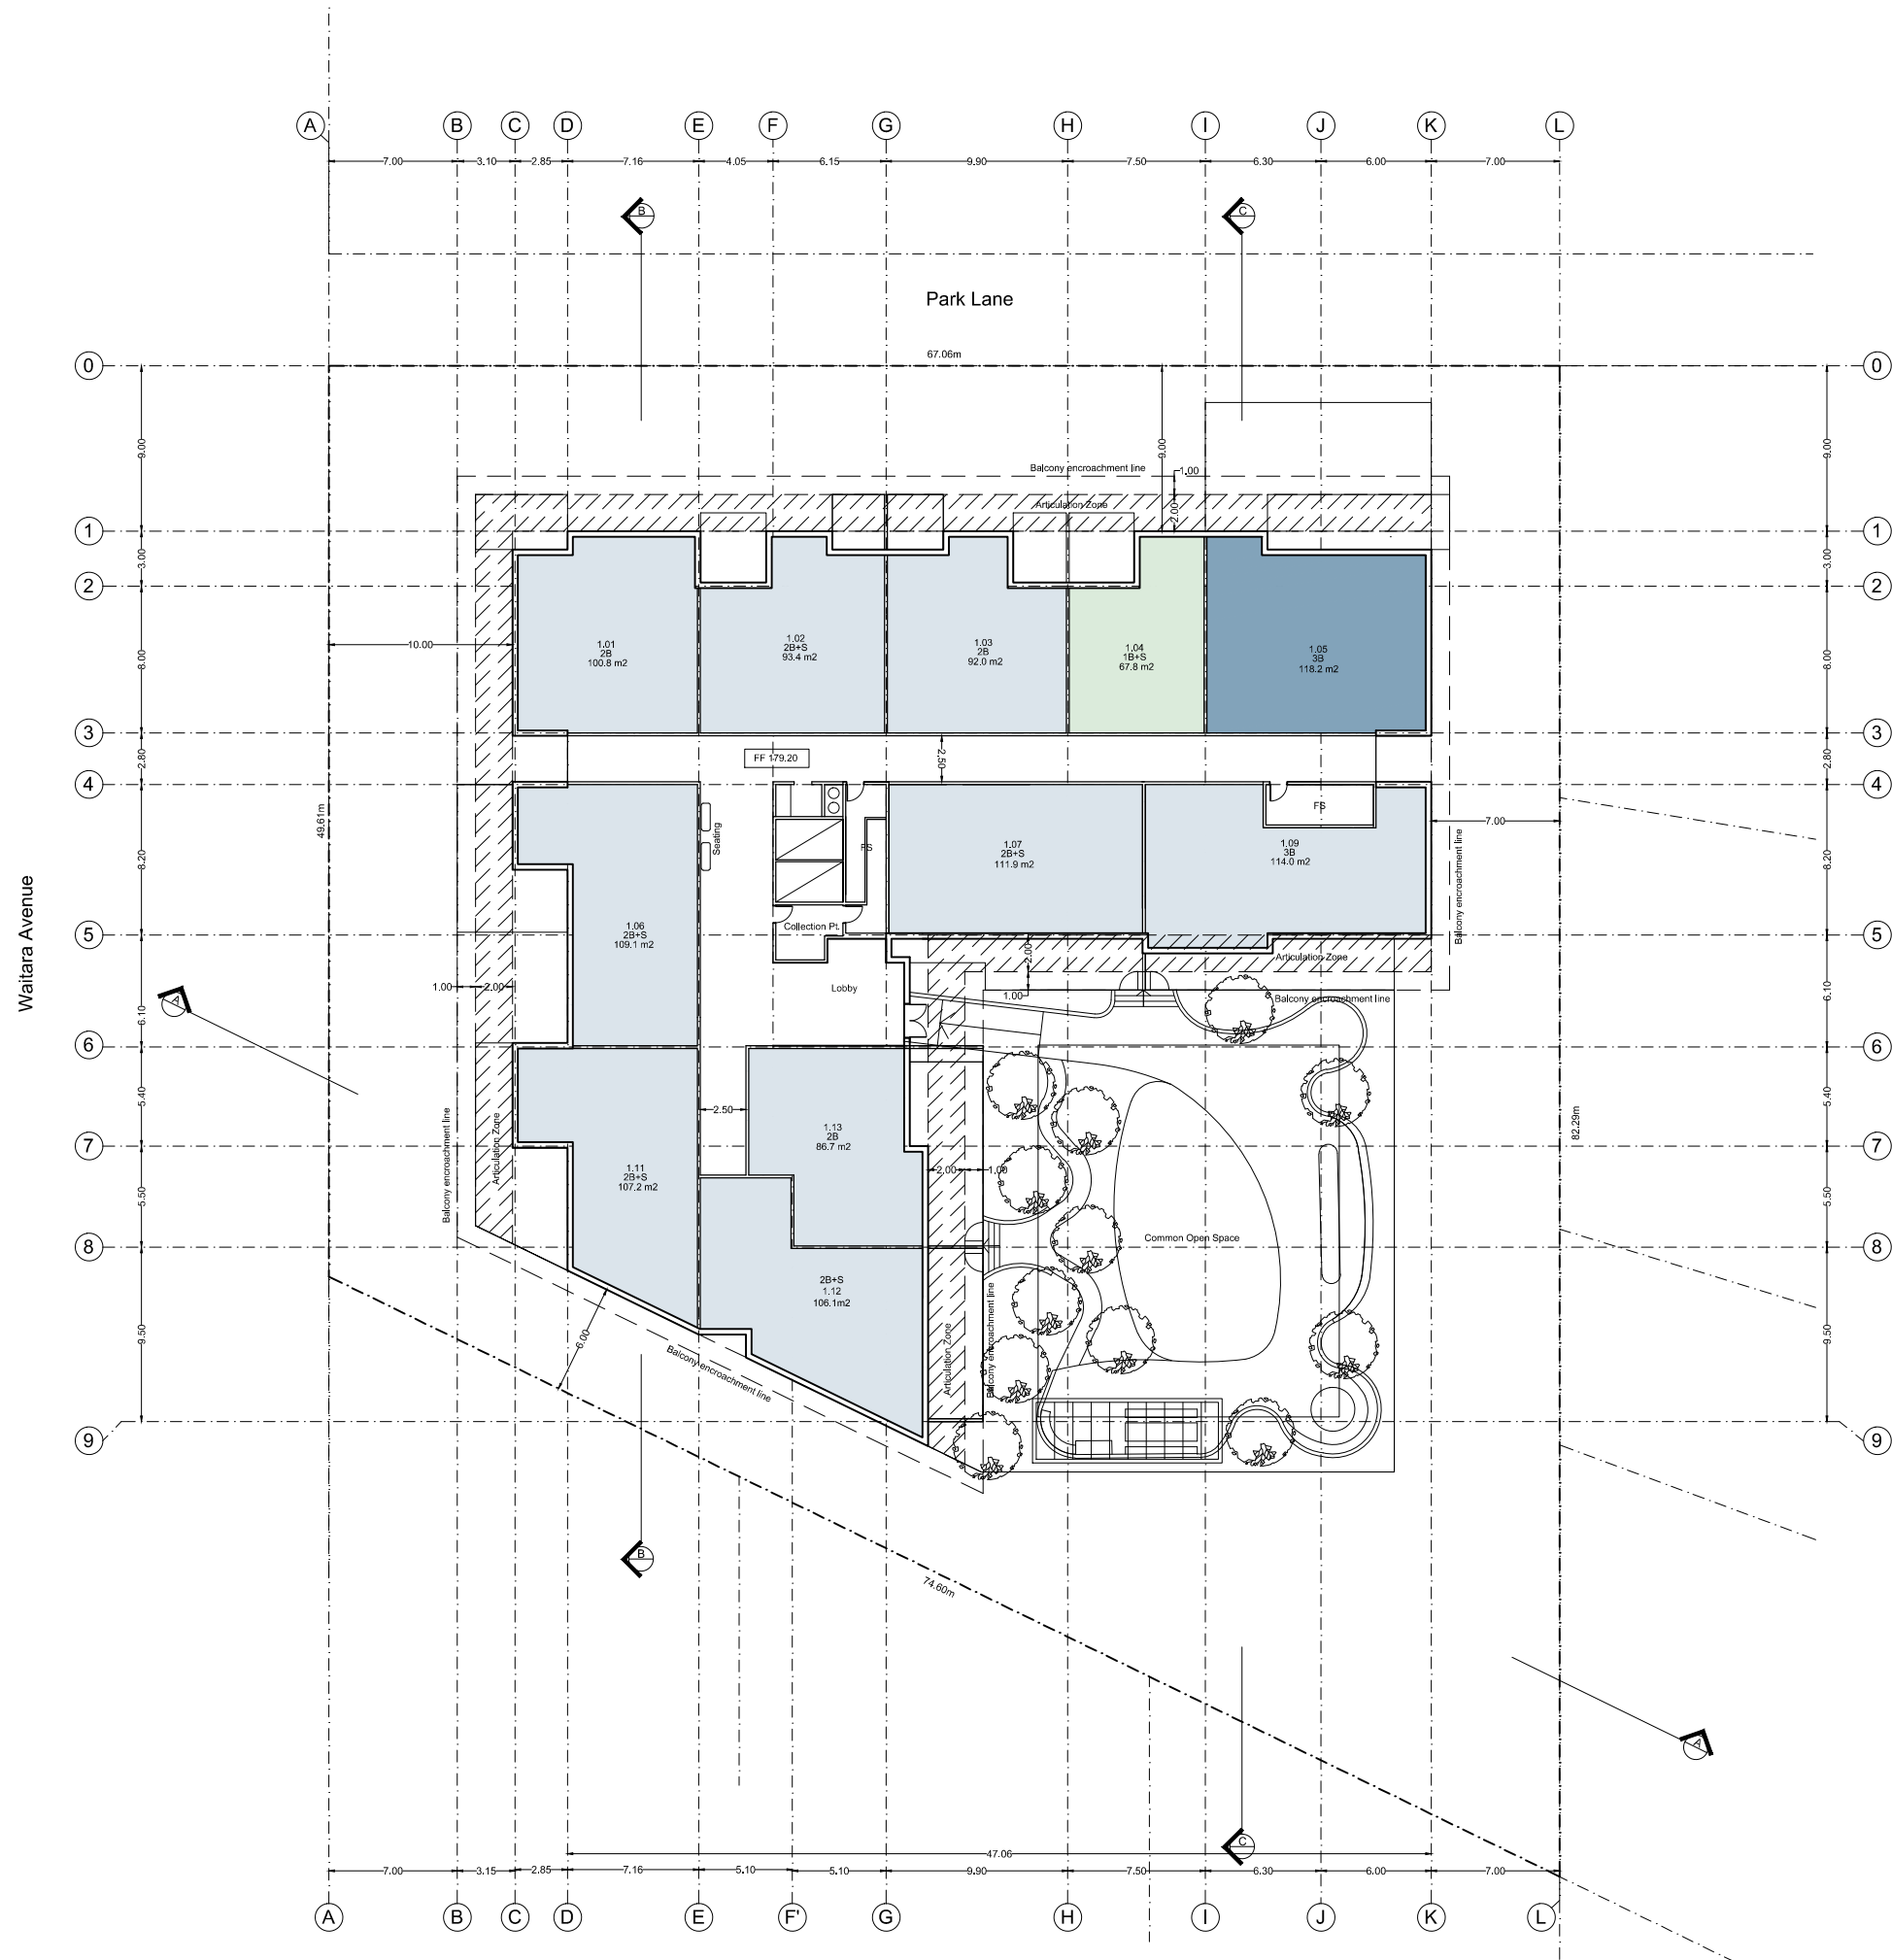 A B C D E F G H I J K L
7.00 3.10 2.85 7.16 4.05 6.15 9.90 7.50 6.30 6.00 7.00
B C
Park Lane
67.06m
0 0
9.00 9.00 9.00
Balcony encroachment line
1.00
Articulation Zone
2.00
1 1
3.00 3.00
2 2
10.00
8.00 8.00
1.01
2B
100.8 m2
1.02
2B+S
93.4 m2
1.03
2B
92.0 m2
1.04
1B+S
67.8 m2
1.05
3B
118.2 m2
3 3
2.80 2.80
FF 179.20
2.50
4 4
49.61m
Waitara Avenue
8.20 8.20
Seating
FS
FS
7.00
1.07
2B+S
111.9 m2
1.09
3B
114.0 m2
Balcony encroachment line
1.06
2B+S
109.1 m2
Collection Pt.
5 5
2.00
Articulation Zone
1.00
Balcony encroachment line
Lobby
1.00 2.00
A
6.10 6.10
6 6
5.40 5.40
2.50
82.29m
Balcony encroachment line
Articulation Zone
1.13
2B
86.7 m2
7 7
1.11
2B+S
107.2 m2
2.00 1.00
5.50 5.50
Common Open Space
8 8
2B+S
1.12
106.1m2
6.00
9.50 9.50
Balcony encroachment line
Articulation Zone
Balcony encroachment line
9 9
B
74.60m
A
C
47.06
7.00 3.15 2.85 7.16 5.10 5.10 9.90 7.50 6.30 6.00 7.00
A B C D E F' G H I J K L